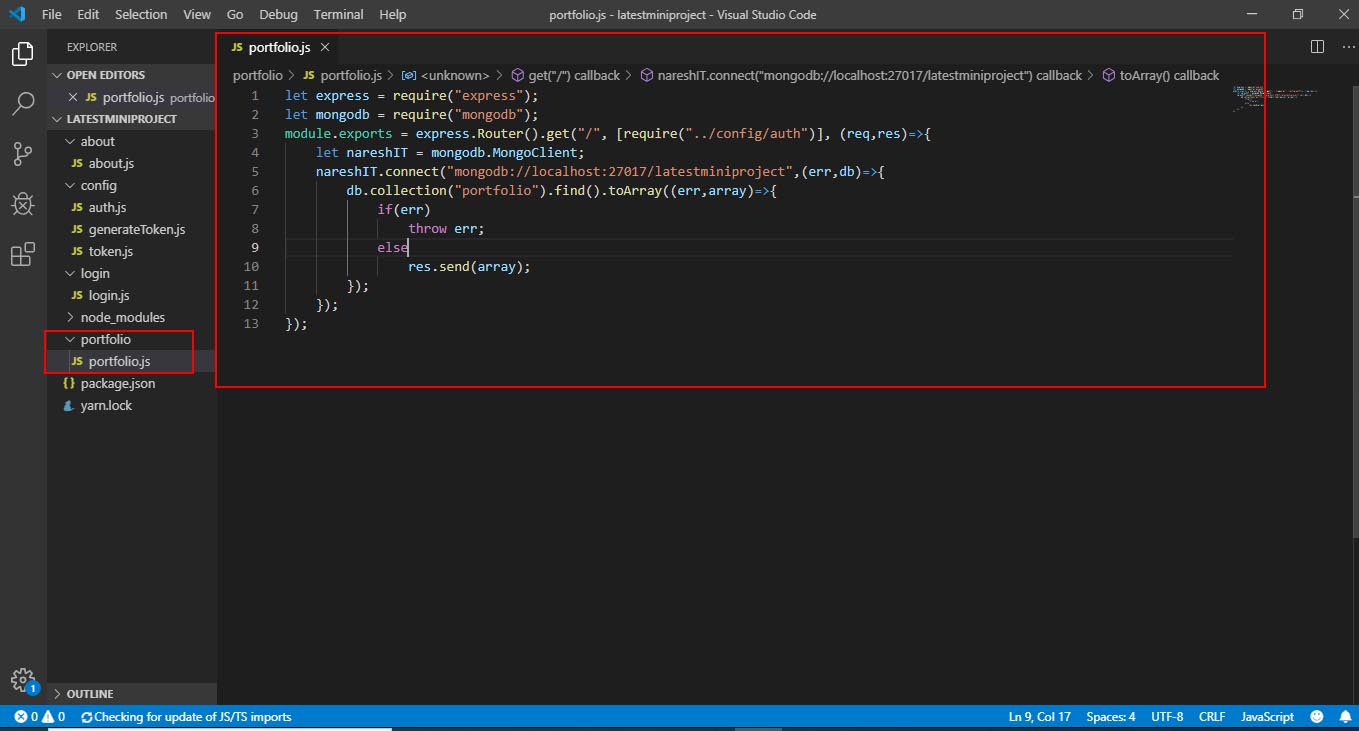 File Edit Selection View Go Debug Terminal Help portfolio.js - latestminiproject - Visual Studio Code
EXPLORER
OPEN EDITORS
JS portfolio.js portfolio
LATESTMINIPROJECT
about
JS about.js
config
JS auth.js
JS generateToken.js
JS token.js
login
JS login.js
node_modules
portfolio
JS portfolio.js
{} package.json
yarn.lock
OUTLINE
1
JS portfolio.js
portfolio > JS portfolio.js > <unknown> > get("/") callback > nareshIT.connect("mongodb://localhost:27017/latestminiproject") callback > toArray() callback
1 let express = require("express");
2 let mongodb = require("mongodb");
3 module.exports = express.Router().get("/", [require("../config/auth")], (req,res)=>{
4 let nareshIT = mongodb.MongoClient;
5 nareshIT.connect("mongodb://localhost:27017/latestminiproject",(err,db)=>{
6 db.collection("portfolio").find().toArray((err,array)=>{
7 if(err)
8 throw err;
9 else
10 res.send(array);
11 });
12 });
13 });
0 0 Checking for update of JS/TS imports Ln 9, Col 17 Spaces: 4 UTF-8 CRLF JavaScript